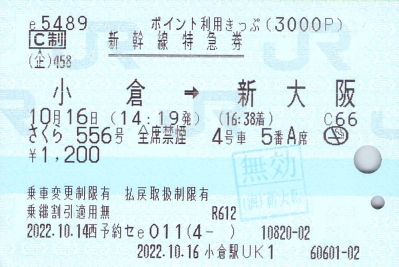 e5489 ポイント利用きっぷ(3000P)
C制 新幹線特急券
(企)458
小倉 → 新大阪
10月16日(14:19発) (16:38着) C66
さくら 556号 全席禁煙 4号車 5番A席
¥1,200
無効
新大阪
乗車変更制限有 払戻取扱制限有
乗継割引適用無 R612
2022.10.14西予約セe011(4-) 10820-02
2022.10.16 小倉駅UK1 60601-02